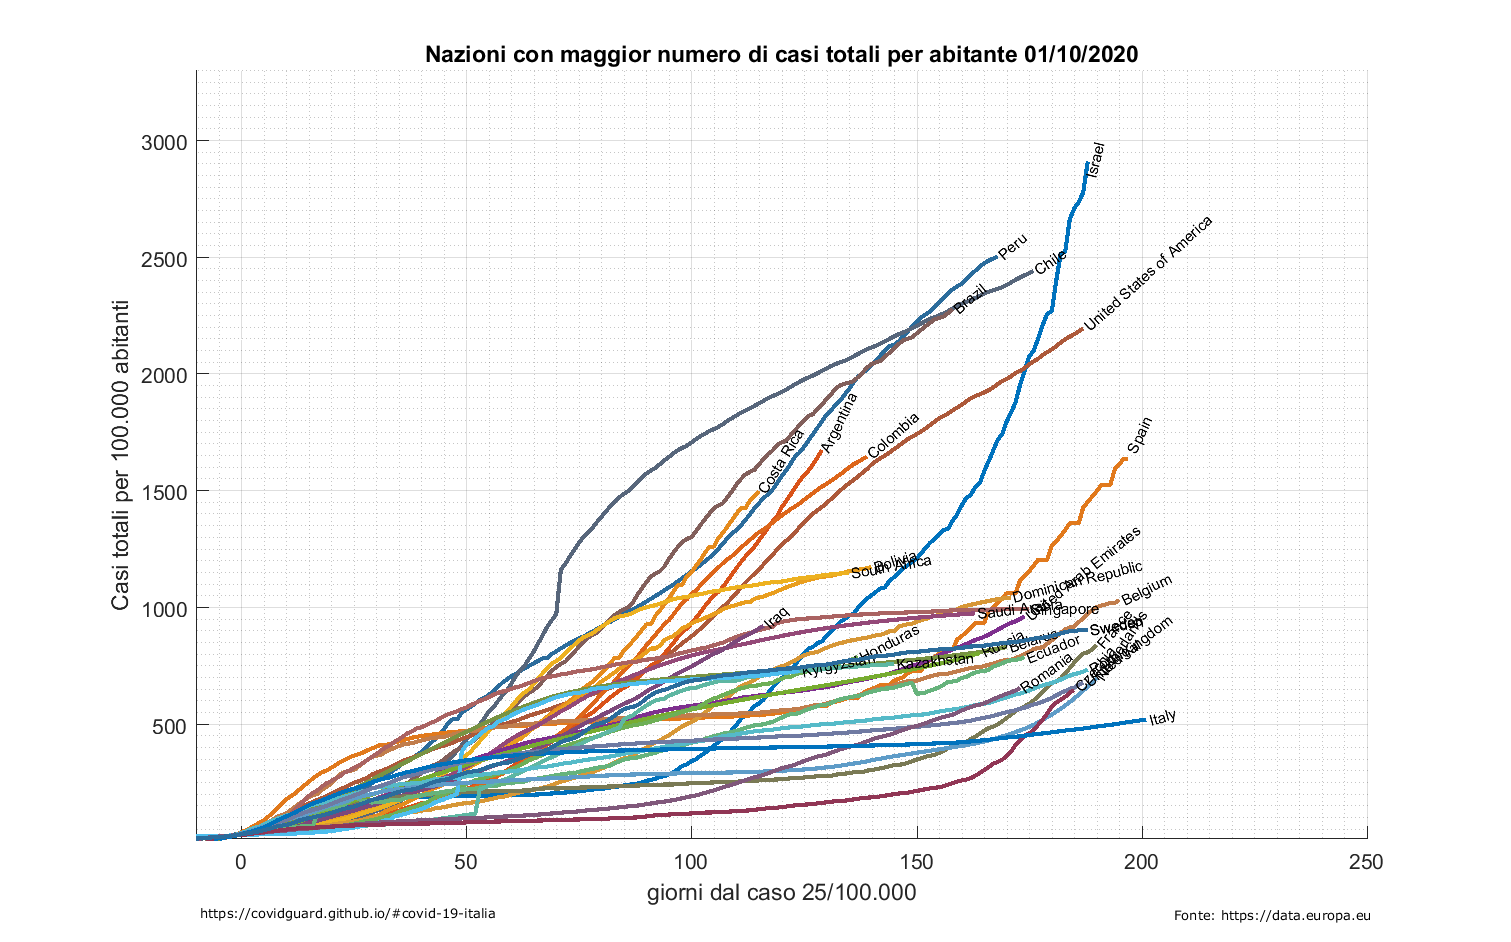 Nazioni con maggior numero di casi totali per abitante 01/10/2020
Casi totali per 100.000 abitanti
3000
2500
2000
1500
1000
500
Israel
Peru
Chile
United States of America
Brazil
Argentina
Colombia
Costa Rica
Spain
Bolivia
South Africa
United Arab Emirates
Dominican Republic
Belgium
Saudi Arabia
Singapore
Iraq
Sweden
France
Honduras
Russia
Belarus
Ecuador
Kyrgyzstan
Kazakhstan
Romania
Italy
0
50
100
150
200
250
giorni dal caso 25/100.000
https://covidguard.github.io/#covid-19-italia
Fonte: https://data.europa.eu